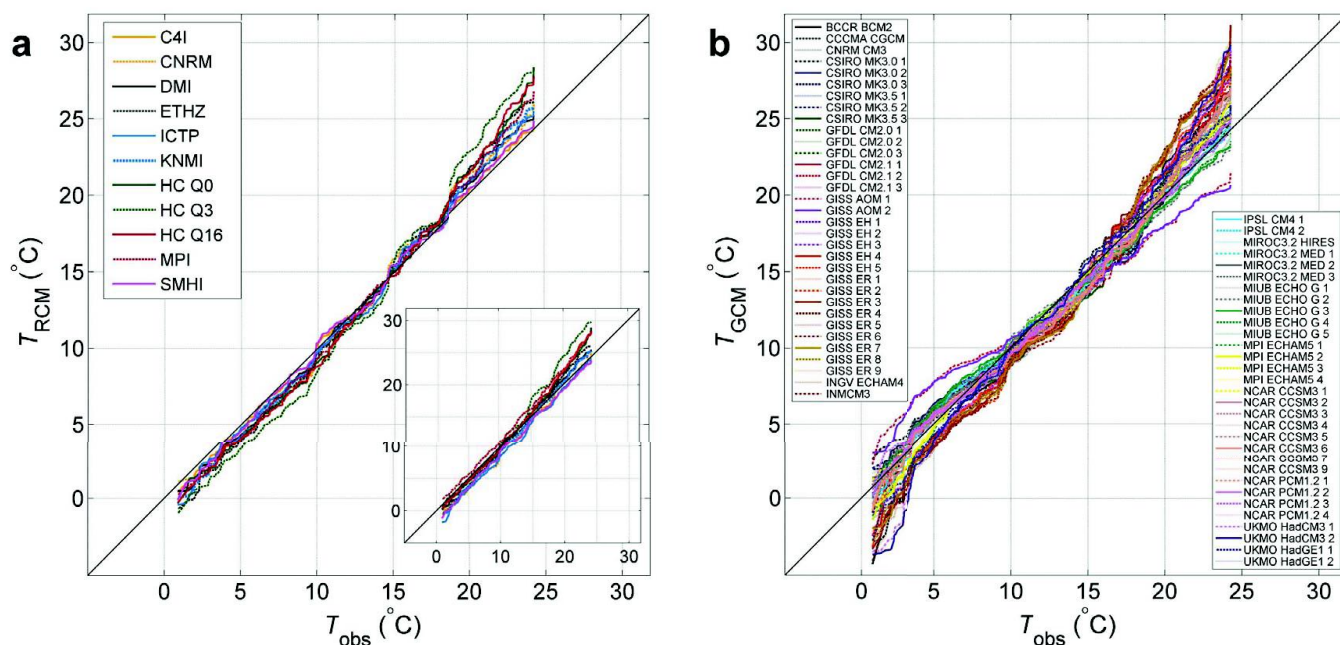 a
C4I
CNRM
DMI
ETHZ
ICTP
KNMI
HC Q0
HC Q3
HC Q16
MPI
SMHI
30
25
20
15
10
5
0
T_RCM (°C)
0 5 10 15 20 25 30
T_obs (°C)
30
20
10
0
0 10 20 30
b
BCCR BCM2
CCCMA CGCM
CNRM CM3
CSIRO MK3.0 1
CSIRO MK3.0 2
CSIRO MK3.0 3
CSIRO MK3.5 1
CSIRO MK3.5 2
CSIRO MK3.5 3
GFDL CM2.0 1
GFDL CM2.0 2
GFDL CM2.0 3
GFDL CM2.1 1
GFDL CM2.1 2
GFDL CM2.1 3
GISS AOM 1
GISS AOM 2
GISS EH 1
GISS EH 2
GISS EH 3
GISS EH 4
GISS EH 5
GISS ER 1
GISS ER 2
GISS ER 3
GISS ER 4
GISS ER 5
GISS ER 6
GISS ER 7
GISS ER 8
GISS ER 9
INGV ECHAM4
INMCM3
IPSL CM4 1
IPSL CM4 2
MIROC3.2 HIRES
MIROC3.2 MED 1
MIROC3.2 MED 2
MIROC3.2 MED 3
MIUB ECHO G 1
MIUB ECHO G 2
MIUB ECHO G 3
MIUB ECHO G 4
MIUB ECHO G 5
MPI ECHAM5 1
MPI ECHAM5 2
MPI ECHAM5 3
MPI ECHAM5 4
NCAR CCSM3 1
NCAR CCSM3 2
NCAR CCSM3 3
NCAR CCSM3 4
NCAR CCSM3 5
NCAR CCSM3 6
NCAR CCSM3 7
NCAR CCSM3 9
NCAR PCM1.2 1
NCAR PCM1.2 2
NCAR PCM1.2 3
NCAR PCM1.2 4
UKMO HadCM3 1
UKMO HadCM3 2
UKMO HadGE1 1
UKMO HadGE1 2
30
25
20
15
10
5
0
T_GCM (°C)
0 5 10 15 20 25 30
T_obs (°C)